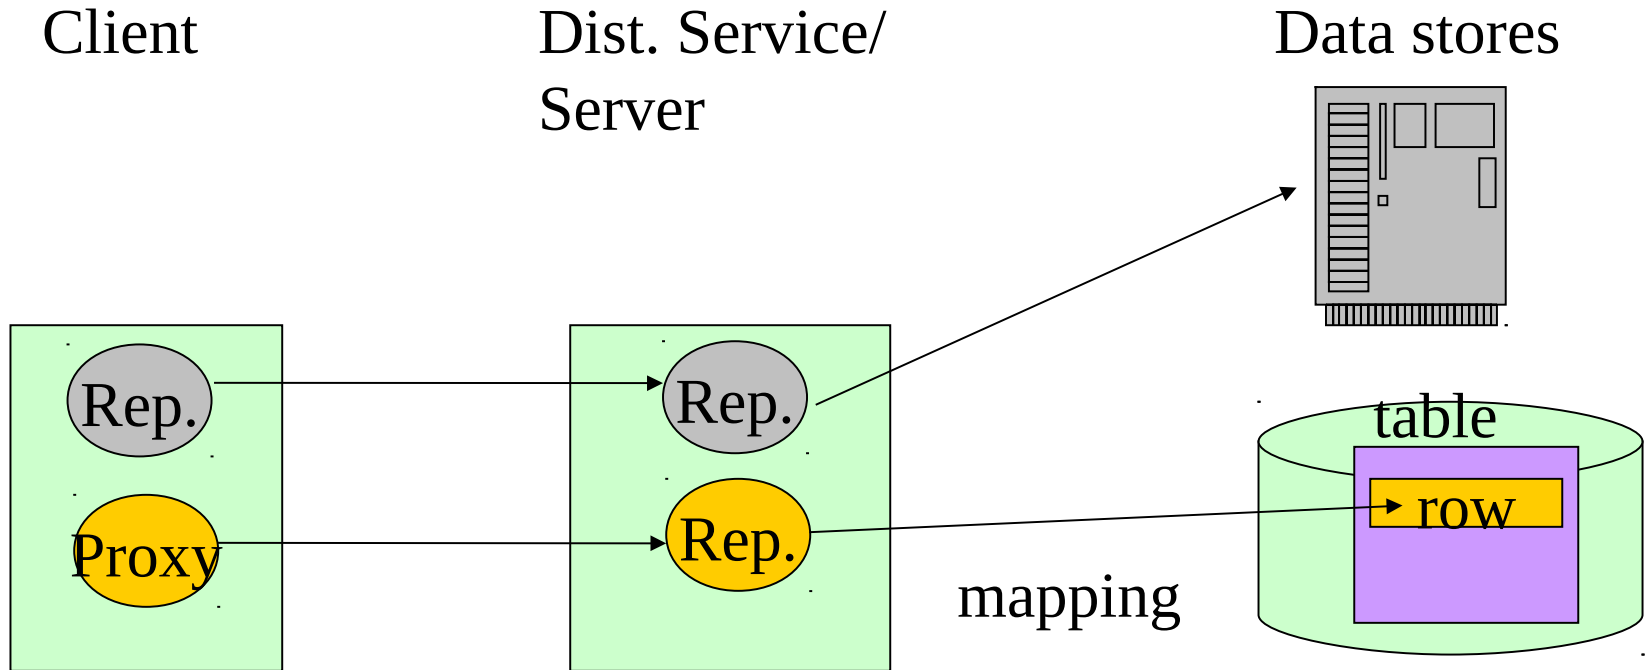 Client
Dist. Service/
Server
Data stores
Rep.
Rep.
table
Proxy
Rep.
row
mapping